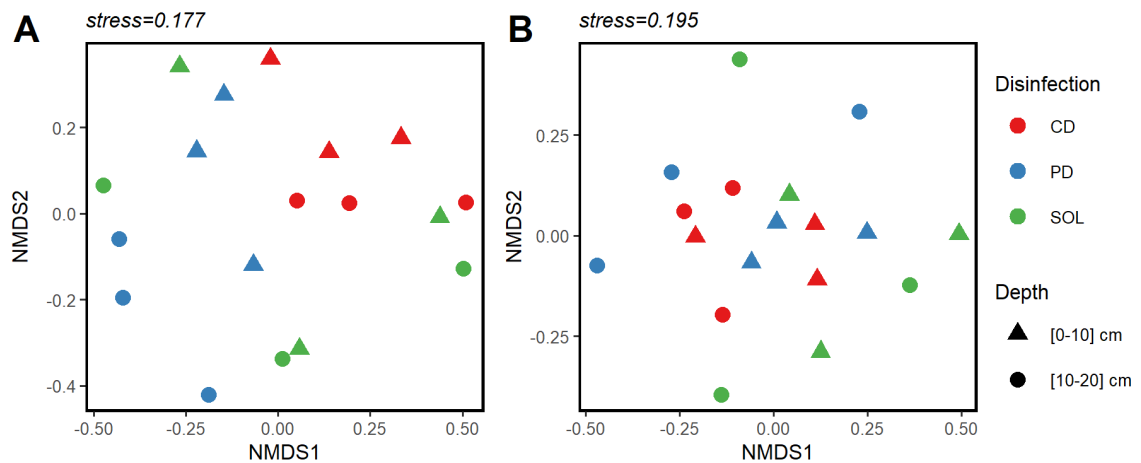 A
stress=0.177
NMDS2
0.2
0.0
-0.2
-0.4
-0.50
-0.25
0.00
0.25
0.50
NMDS1
B
stress=0.195
NMDS2
0.25
0.00
-0.25
-0.50
-0.25
0.00
0.25
0.50
NMDS1
Disinfection
CD
PD
SOL
Depth
[0-10] cm
[10-20] cm